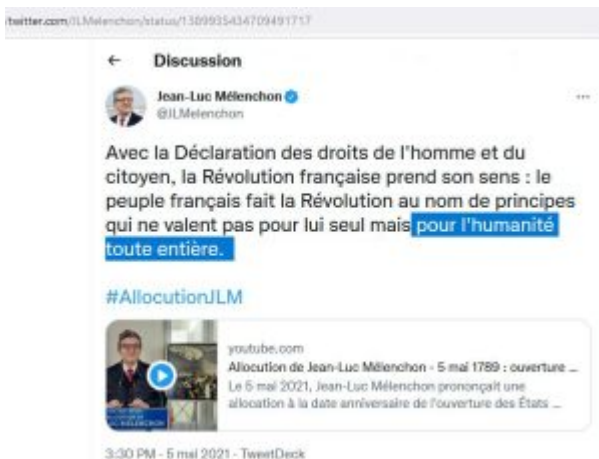 twitter.com/JLMelenchon/status/1389935434709491717
← Discussion
Jean-Luc Mélenchon
@JLMelenchon
Avec la Déclaration des droits de l'homme et du
citoyen, la Révolution française prend son sens : le
peuple français fait la Révolution au nom de principes
qui ne valent pas pour lui seul mais pour l'humanité
toute entière.
#AllocutionJLM
youtube.com
Allocution de Jean-Luc Mélenchon - 5 mai 1789 : ouverture ...
Le 5 mai 2021, Jean-Luc Mélenchon prononçait une
allocation à la date anniversaire de l'ouverture des États ...
3:30 PM - 5 mai 2021 - TweetDeck